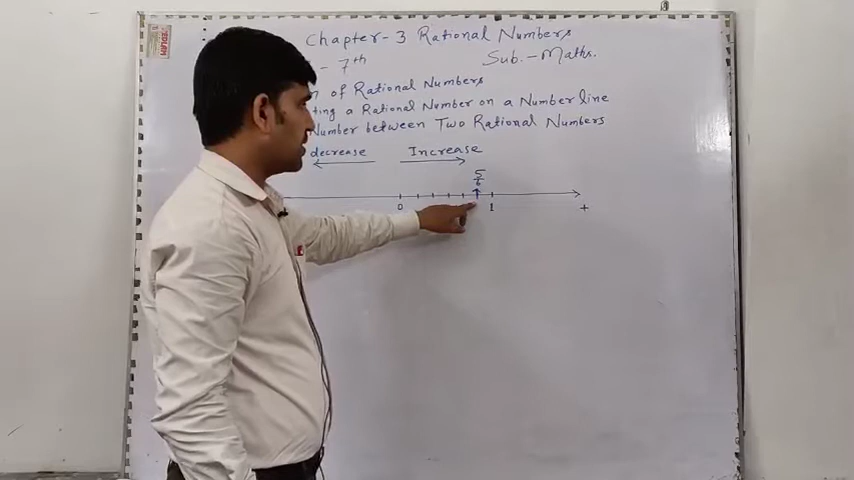 Chapter-3 Rational Numbers
- 7th Sub.-Maths.
of Rational Numbers
ting a Rational Number on a Number line
Number between Two Rational Numbers
decrease Increase
5/6
0 1 +